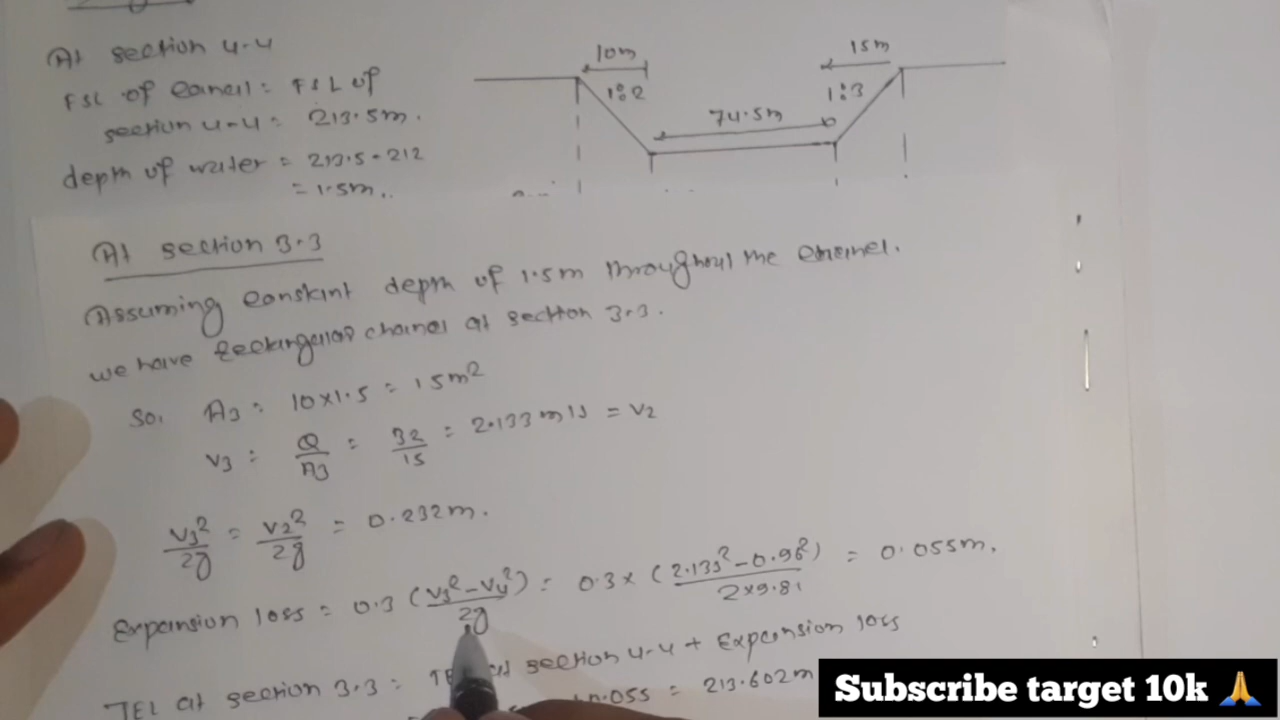 At section 4-4
FSL of canal = FSL of
section 4-4 = 213.5m.
depth of water = 213.5-212
= 1.5m.
10m
15m
1:2
1:3
74.5m
At section 3.3
Assuming constant depth of 1.5m throughout the channel.
we have rectangular channel at section 3.3.
So, A3 = 10x1.5 = 15m²
V3 = Q/A3 = 32/15 = 2.133 m/s = V2
V3²/2g = V2²/2g = 0.232m.
Expansion loss = 0.3 (V3²-V4²)/2g = 0.3 x (2.133²-0.96²)/2x9.81 = 0.055m.
TEL at section 3.3 = at section 4-4 + Expansion loss
0.055 = 213.602m
Subscribe target 10k 🙏